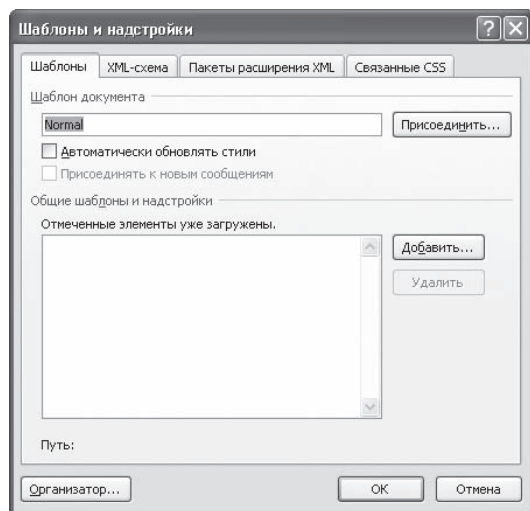 Шаблоны и надстройки
Шаблоны XML-схема Пакеты расширения XML Связанные CSS
Шаблон документа
Normal Присоединить...
Автоматически обновлять стили
Присоединять к новым сообщениям
Общие шаблоны и надстройки
Отмеченные элементы уже загружены.
Добавить...
Удалить
Путь:
Организатор... ОК Отмена